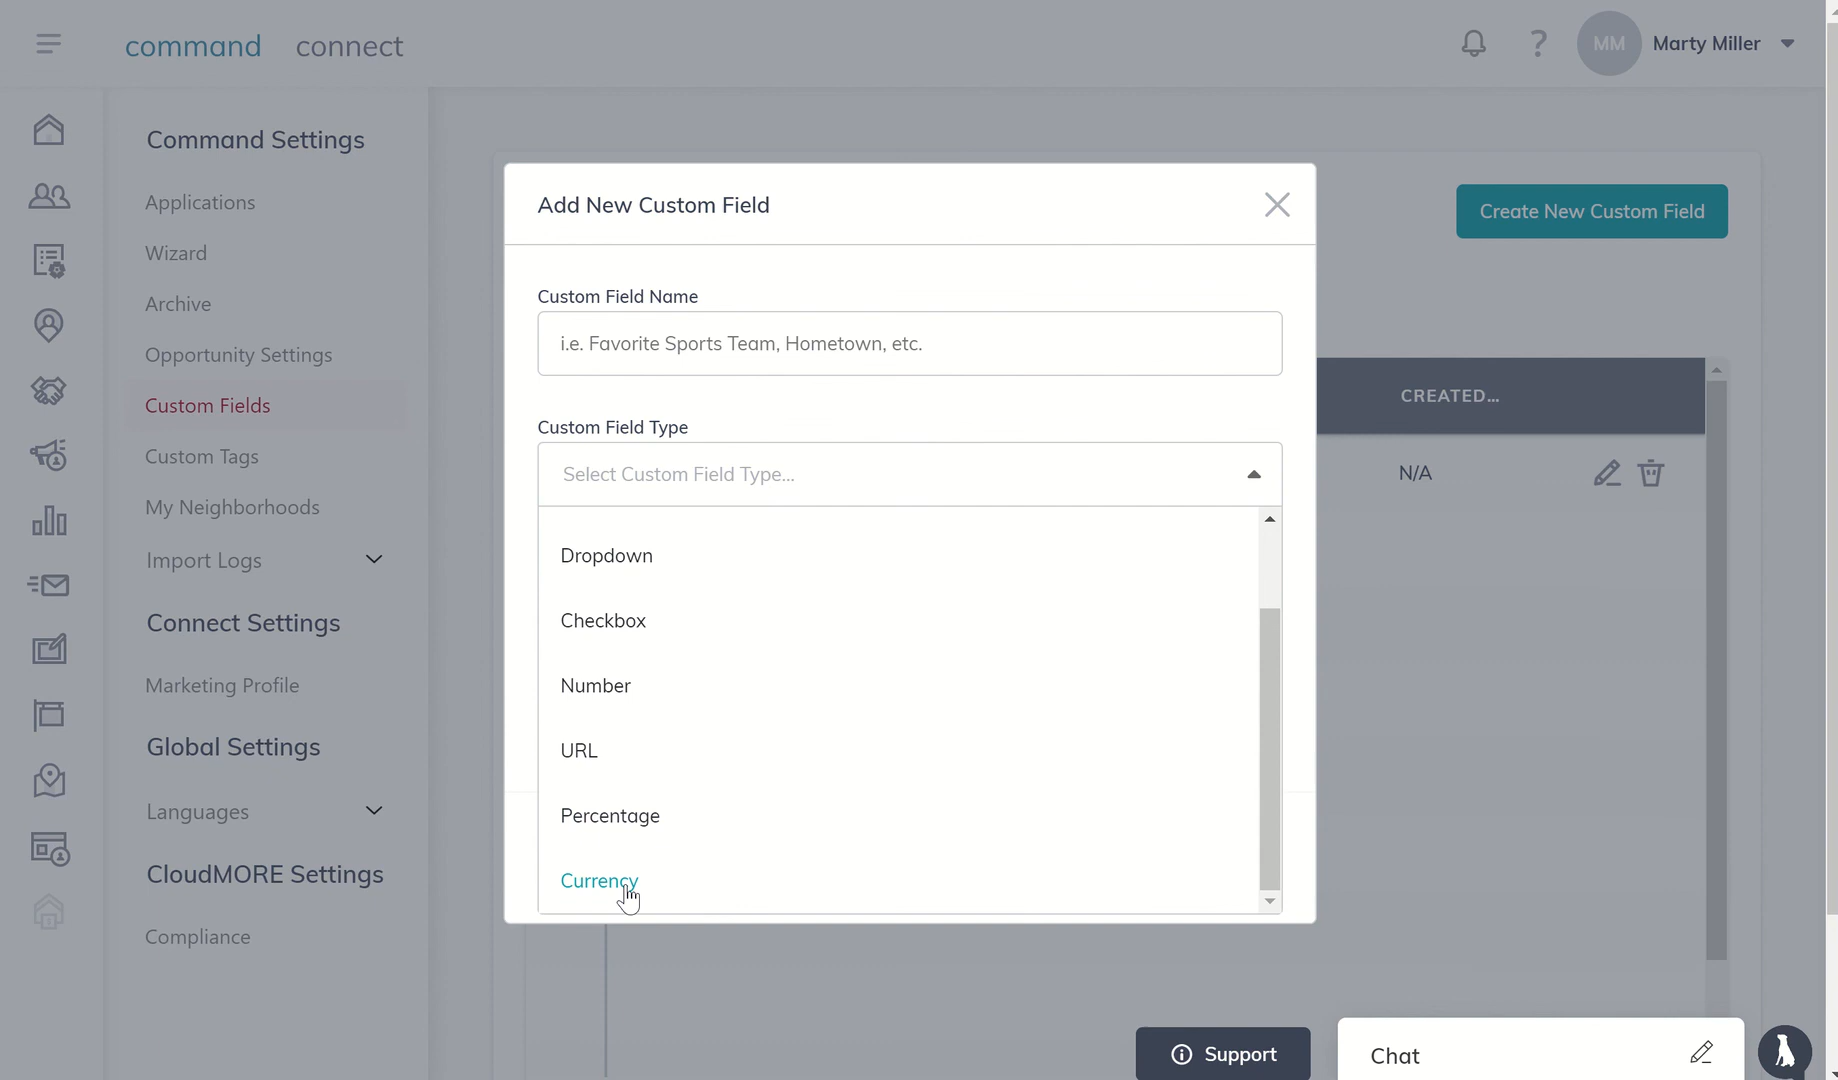 command connect
MM Marty Miller
Command Settings
Applications
Wizard
Archive
Opportunity Settings
Custom Fields
Custom Tags
My Neighborhoods
Import Logs
Connect Settings
Marketing Profile
Global Settings
Languages
CloudMORE Settings
Compliance
Create New Custom Field
CREATED...
N/A
Add New Custom Field
Custom Field Name
i.e. Favorite Sports Team, Hometown, etc.
Custom Field Type
Select Custom Field Type...
Dropdown
Checkbox
Number
URL
Percentage
Currency
Support
Chat